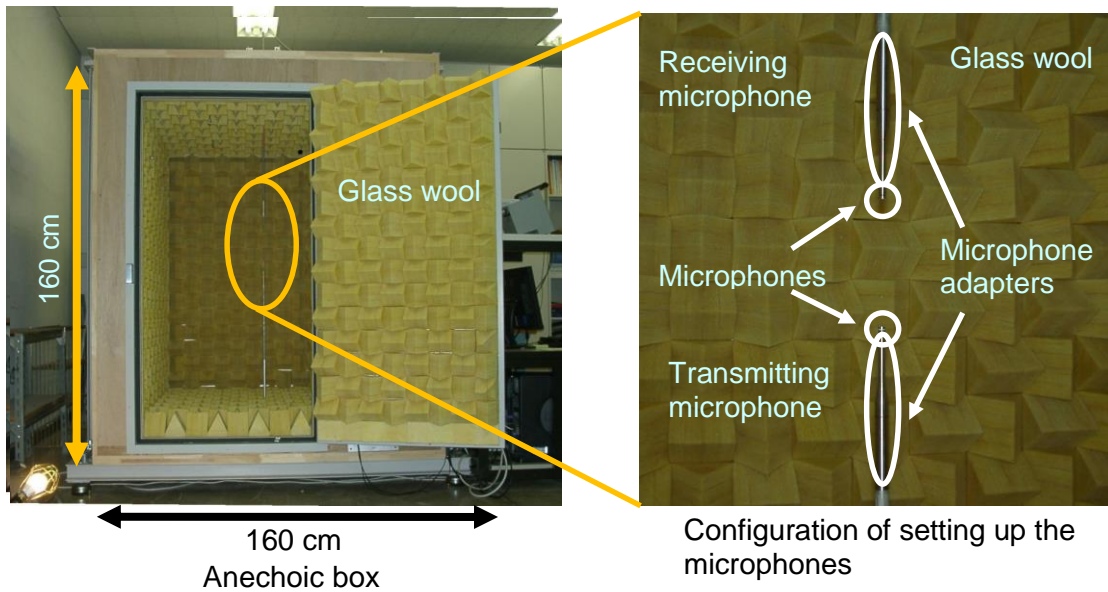 160 cm
Glass wool
160 cm
Anechoic box
Receiving
microphone
Glass wool
Microphones
Microphone
adapters
Transmitting
microphone
Configuration of setting up the
microphones